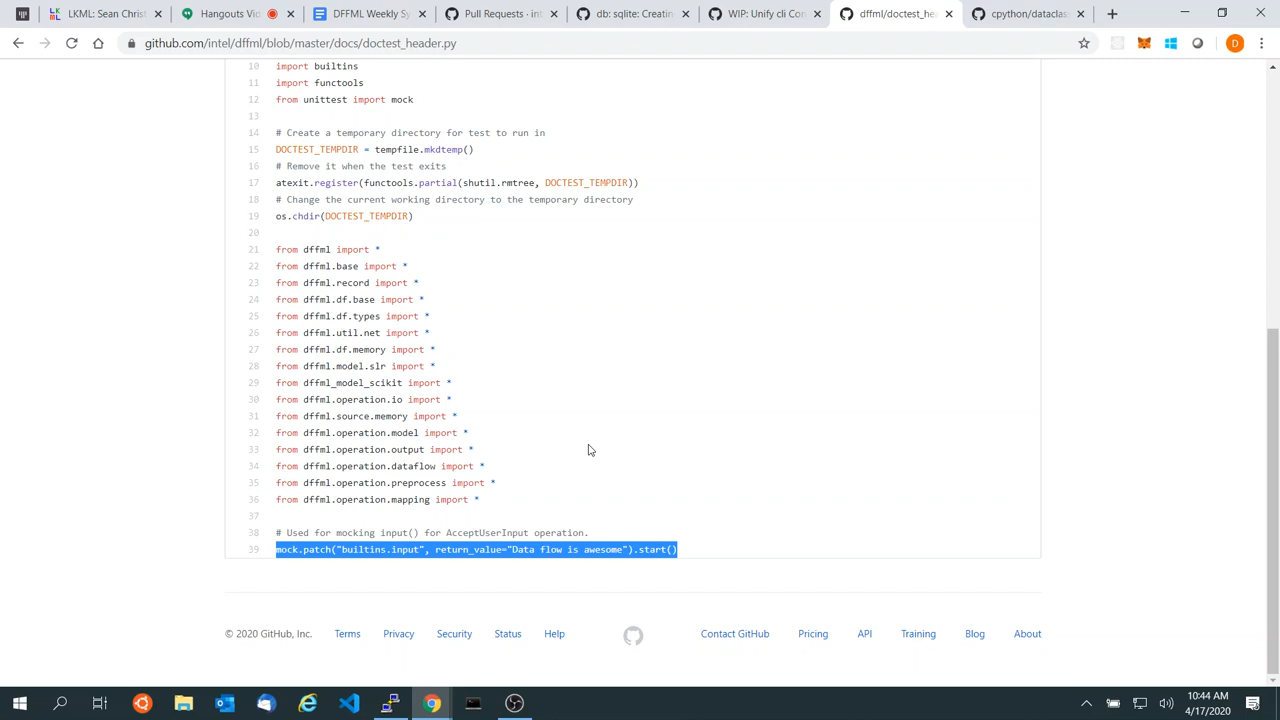 LKML: Sean Christ
Hangouts Vid
DFFML Weekly Sy
Pull Requests · int
db: sqlite: Creatin
WIP: Unify cli Con
dffml/doctest_he
cpython/dataclas
github.com/intel/dffml/blob/master/docs/doctest_header.py
D
10 import builtins
11 import functools
12 from unittest import mock
13
14 # Create a temporary directory for test to run in
15 DOCTEST_TEMPDIR = tempfile.mkdtemp()
16 # Remove it when the test exits
17 atexit.register(functools.partial(shutil.rmtree, DOCTEST_TEMPDIR))
18 # Change the current working directory to the temporary directory
19 os.chdir(DOCTEST_TEMPDIR)
20
21 from dffml import *
22 from dffml.base import *
23 from dffml.record import *
24 from dffml.df.base import *
25 from dffml.df.types import *
26 from dffml.util.net import *
27 from dffml.df.memory import *
28 from dffml.model.slr import *
29 from dffml_model_scikit import *
30 from dffml.operation.io import *
31 from dffml.source.memory import *
32 from dffml.operation.model import *
33 from dffml.operation.output import *
34 from dffml.operation.dataflow import *
35 from dffml.operation.preprocess import *
36 from dffml.operation.mapping import *
37
38 # Used for mocking input() for AcceptUserInput operation.
39 mock.patch("builtins.input", return_value="Data flow is awesome").start()
© 2020 GitHub, Inc. Terms Privacy Security Status Help Contact GitHub Pricing API Training Blog About
10:44 AM
4/17/2020